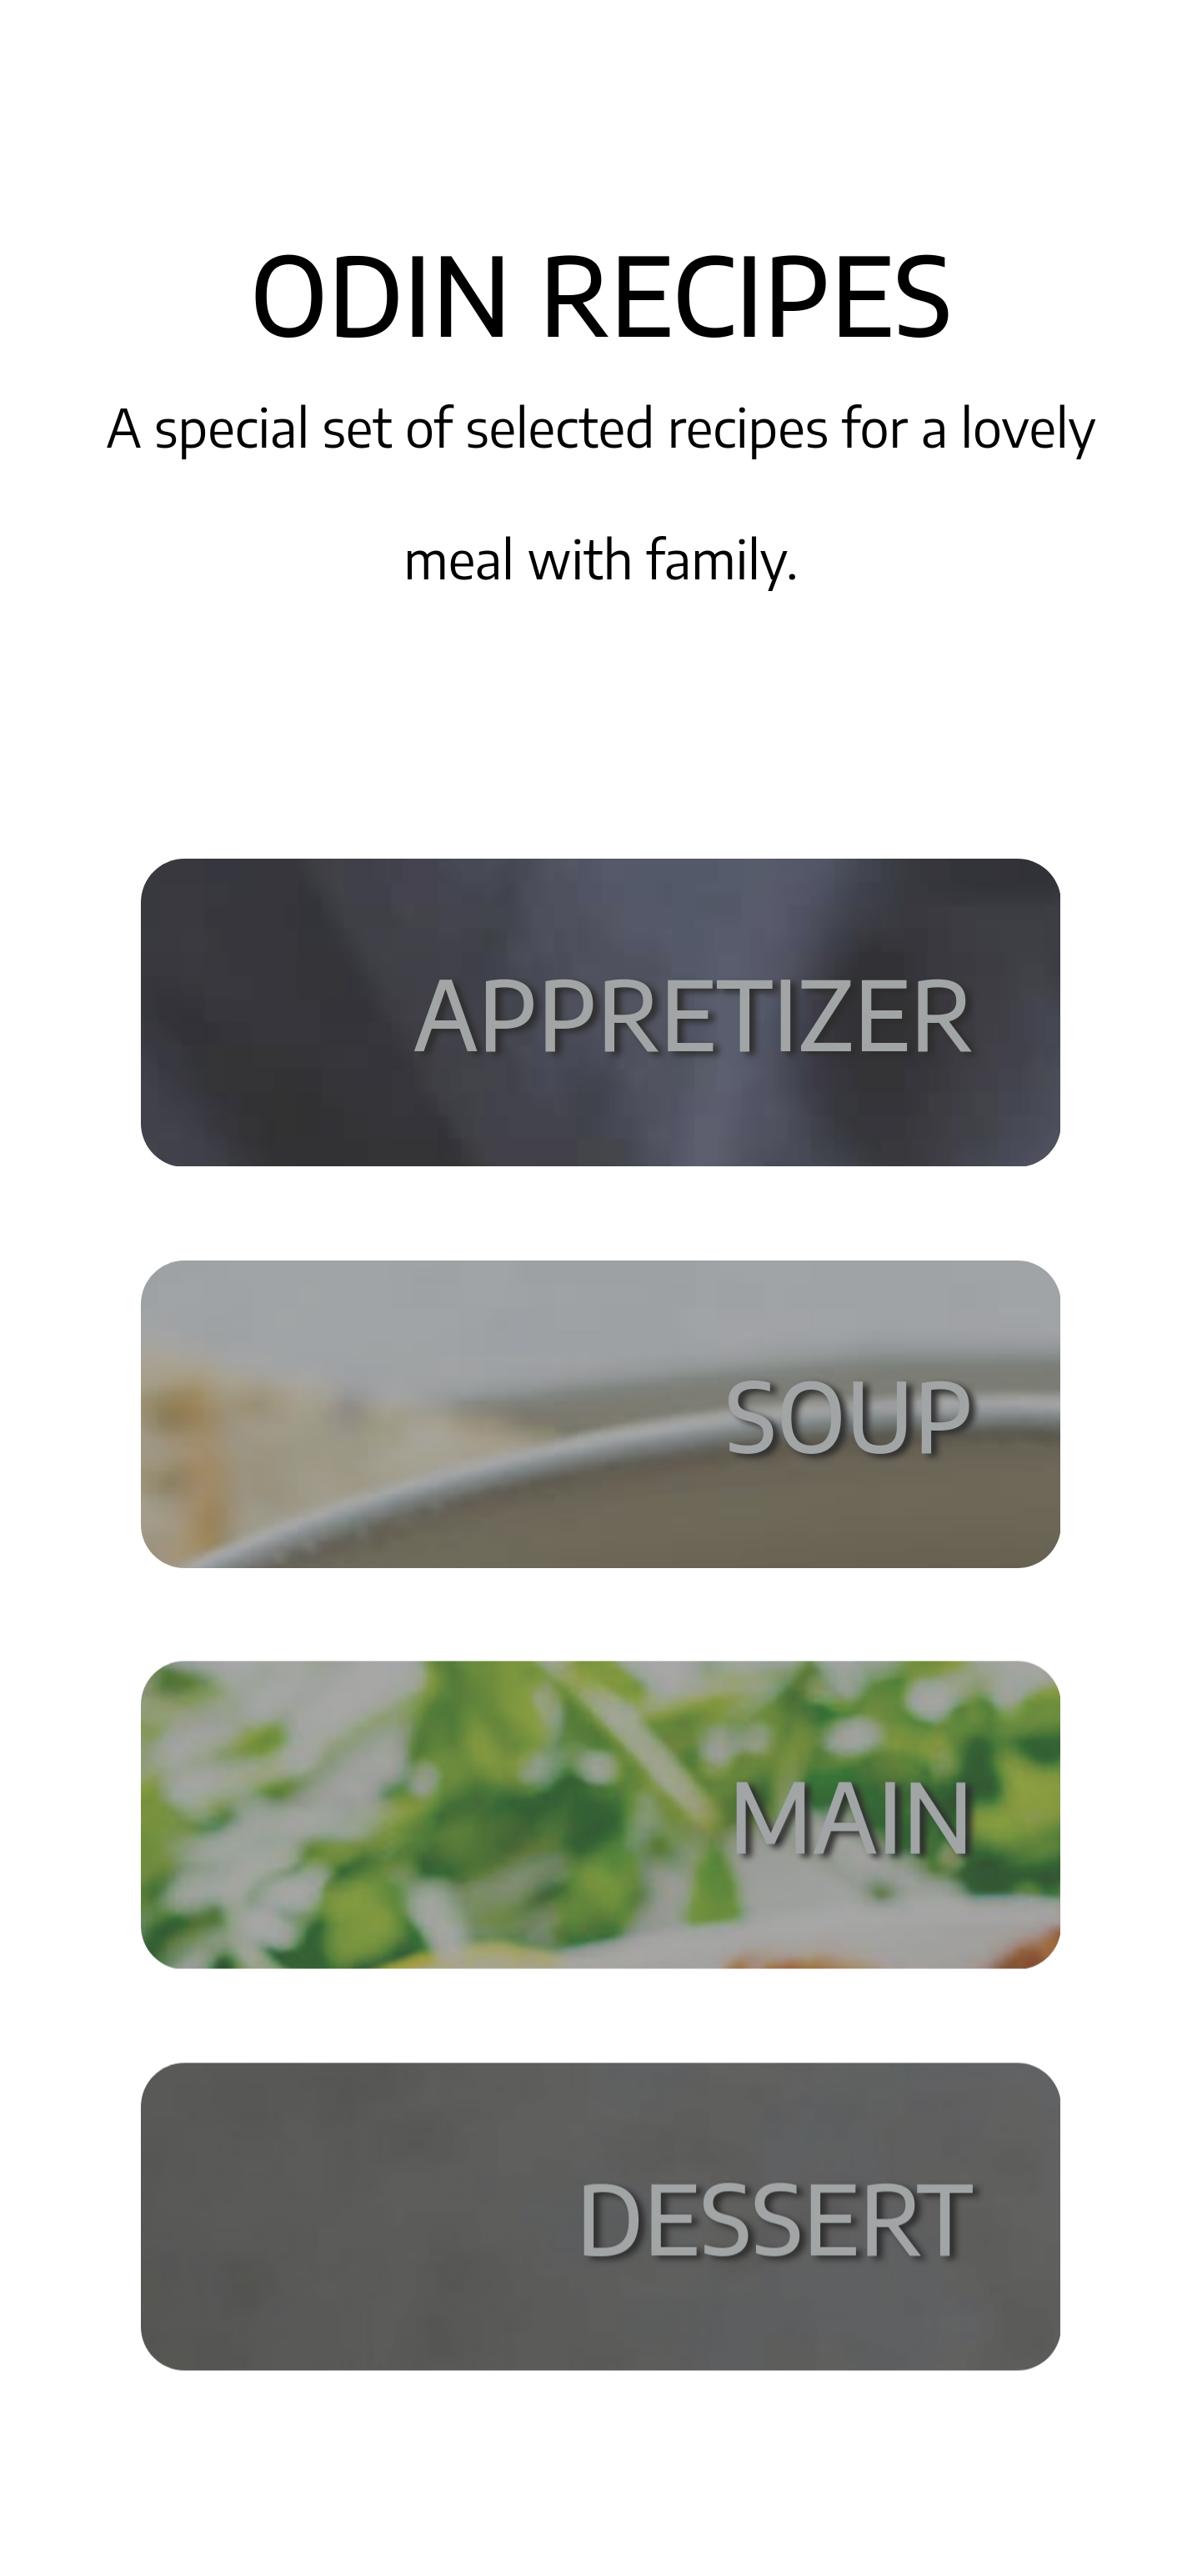 ODIN RECIPES
A special set of selected recipes for a lovely
meal with family.
APPRETIZER
SOUP
MAIN
DESSERT